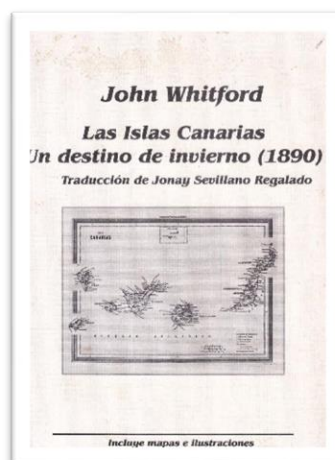 John Whitford
Las Islas Canarias
Un destino de invierno (1890)
Traducción de Jonay Sevillano Regalado
CANARIAS
Incluye mapas e ilustraciones